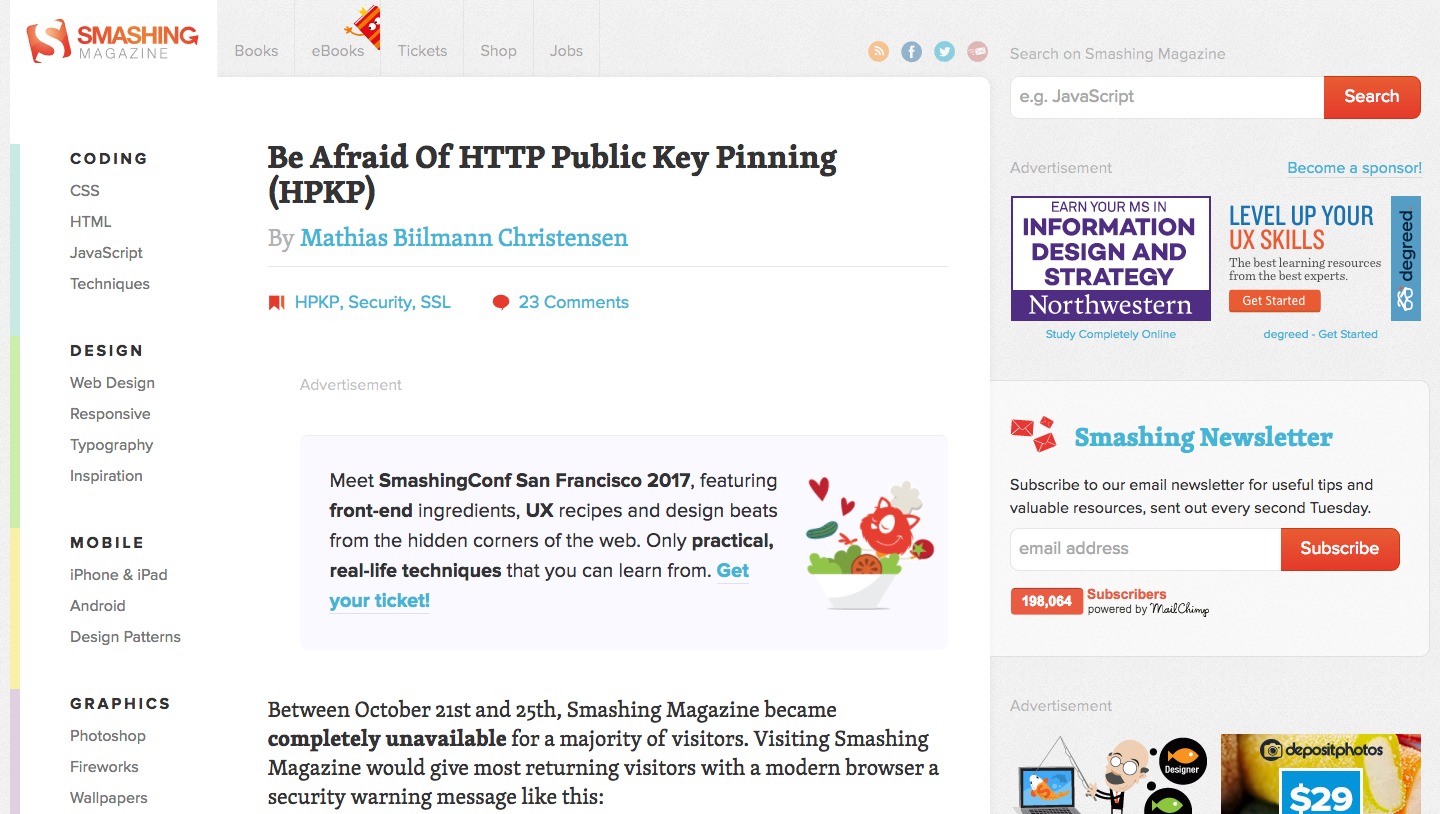 SMASHING
MAGAZINE
Books
eBooks
Tickets
Shop
Jobs
CODING
CSS
HTML
JavaScript
Techniques
DESIGN
Web Design
Responsive
Typography
Inspiration
MOBILE
iPhone & iPad
Android
Design Patterns
GRAPHICS
Photoshop
Fireworks
Wallpapers
Be Afraid Of HTTP Public Key Pinning
(HPKP)
By Mathias Biilmann Christensen
HPKP, Security, SSL
23 Comments
Advertisement
Meet SmashingConf San Francisco 2017, featuring
front-end ingredients, UX recipes and design beats
from the hidden corners of the web. Only practical,
real-life techniques that you can learn from. Get
your ticket!
Between October 21st and 25th, Smashing Magazine became
completely unavailable for a majority of visitors. Visiting Smashing
Magazine would give most returning visitors with a modern browser a
security warning message like this:
Search on Smashing Magazine
e.g. JavaScript
Search
Advertisement
Become a sponsor!
EARN YOUR MS IN
INFORMATION
DESIGN AND
STRATEGY
Northwestern
Study Completely Online
LEVEL UP YOUR
UX SKILLS
The best learning resources
from the best experts.
Get Started
degreed
degreed - Get Started
Smashing Newsletter
Subscribe to our email newsletter for useful tips and
valuable resources, sent out every second Tuesday.
email address
Subscribe
198,064
Subscribers
powered by MailChimp
Advertisement
Designer
depositphotos
$29